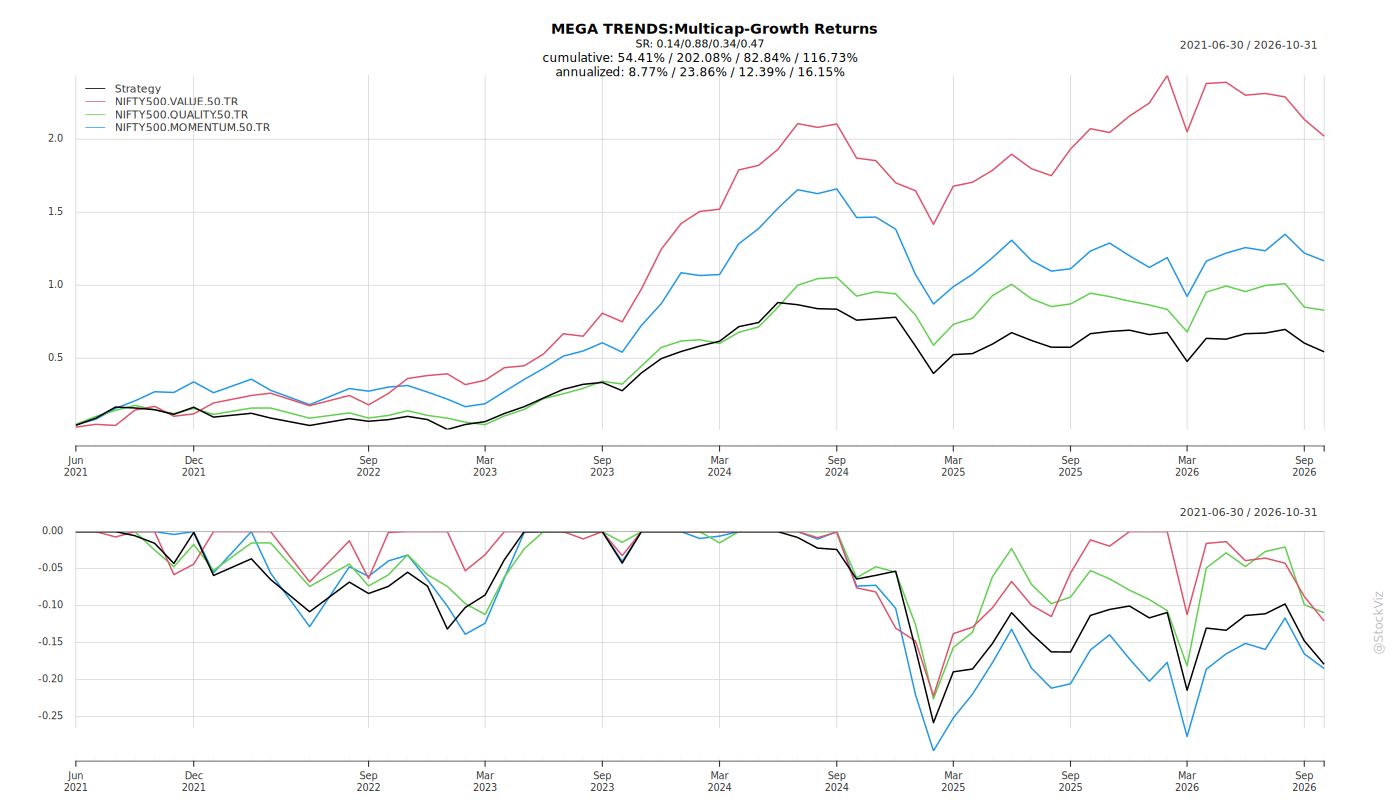 MEGA TRENDS:Multicap-Growth Returns
SR: 0.14/0.88/0.34/0.47
cumulative: 54.41% / 202.08% / 82.84% / 116.73%
annualized: 8.77% / 23.86% / 12.39% / 16.15%
2021-06-30 / 2026-10-31
Strategy
NIFTY500.VALUE.50.TR
NIFTY500.QUALITY.50.TR
NIFTY500.MOMENTUM.50.TR
2.0
1.5
1.0
0.5
Jun Dec Sep Mar Sep Mar Sep Mar Sep Mar Sep
2021 2021 2022 2023 2023 2024 2024 2025 2025 2026 2026
2021-06-30 / 2026-10-31
0.00
-0.05
-0.10
-0.15
-0.20
-0.25
Jun Dec Sep Mar Sep Mar Sep Mar Sep Mar Sep
2021 2021 2022 2023 2023 2024 2024 2025 2025 2026 2026
@StockViz